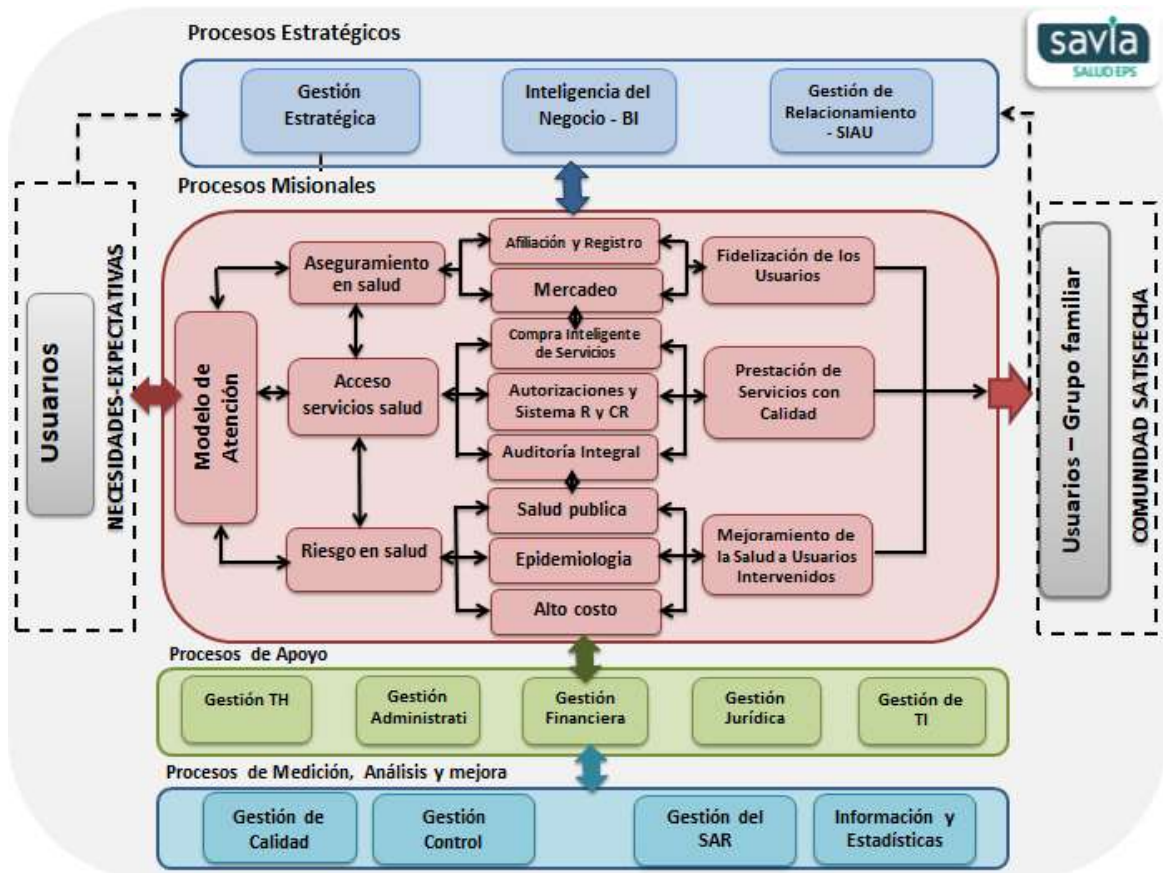 Procesos Estratégicos
savia
SALUD EPS
Gestión
Estratégica
Inteligencia del
Negocio - BI
Gestión de
Relacionamiento
- SIAU
Procesos Misionales
Usuarios
NECESIDADES-EXPECTATIVAS
Modelo de
Atención
Aseguramiento
en salud
Acceso
servicios salud
Riesgo en salud
Afiliación y Registro
Mercadeo
Compra Inteligente
de Servicios
Autorizaciones y
Sistema R y CR
Auditoría Integral
Salud publica
Epidemiologia
Alto costo
Fidelización de los
Usuarios
Prestación de
Servicios con
Calidad
Mejoramiento de
la Salud a Usuarios
Intervenidos
Usuarios – Grupo familiar
COMUNIDAD SATISFECHA
Procesos de Apoyo
Gestión TH
Gestión
Administrati
Gestión
Financiera
Gestión
Jurídica
Gestión de
TI
Procesos de Medición, Análisis y mejora
Gestión de
Calidad
Gestión
Control
Gestión del
SAR
Información y
Estadísticas